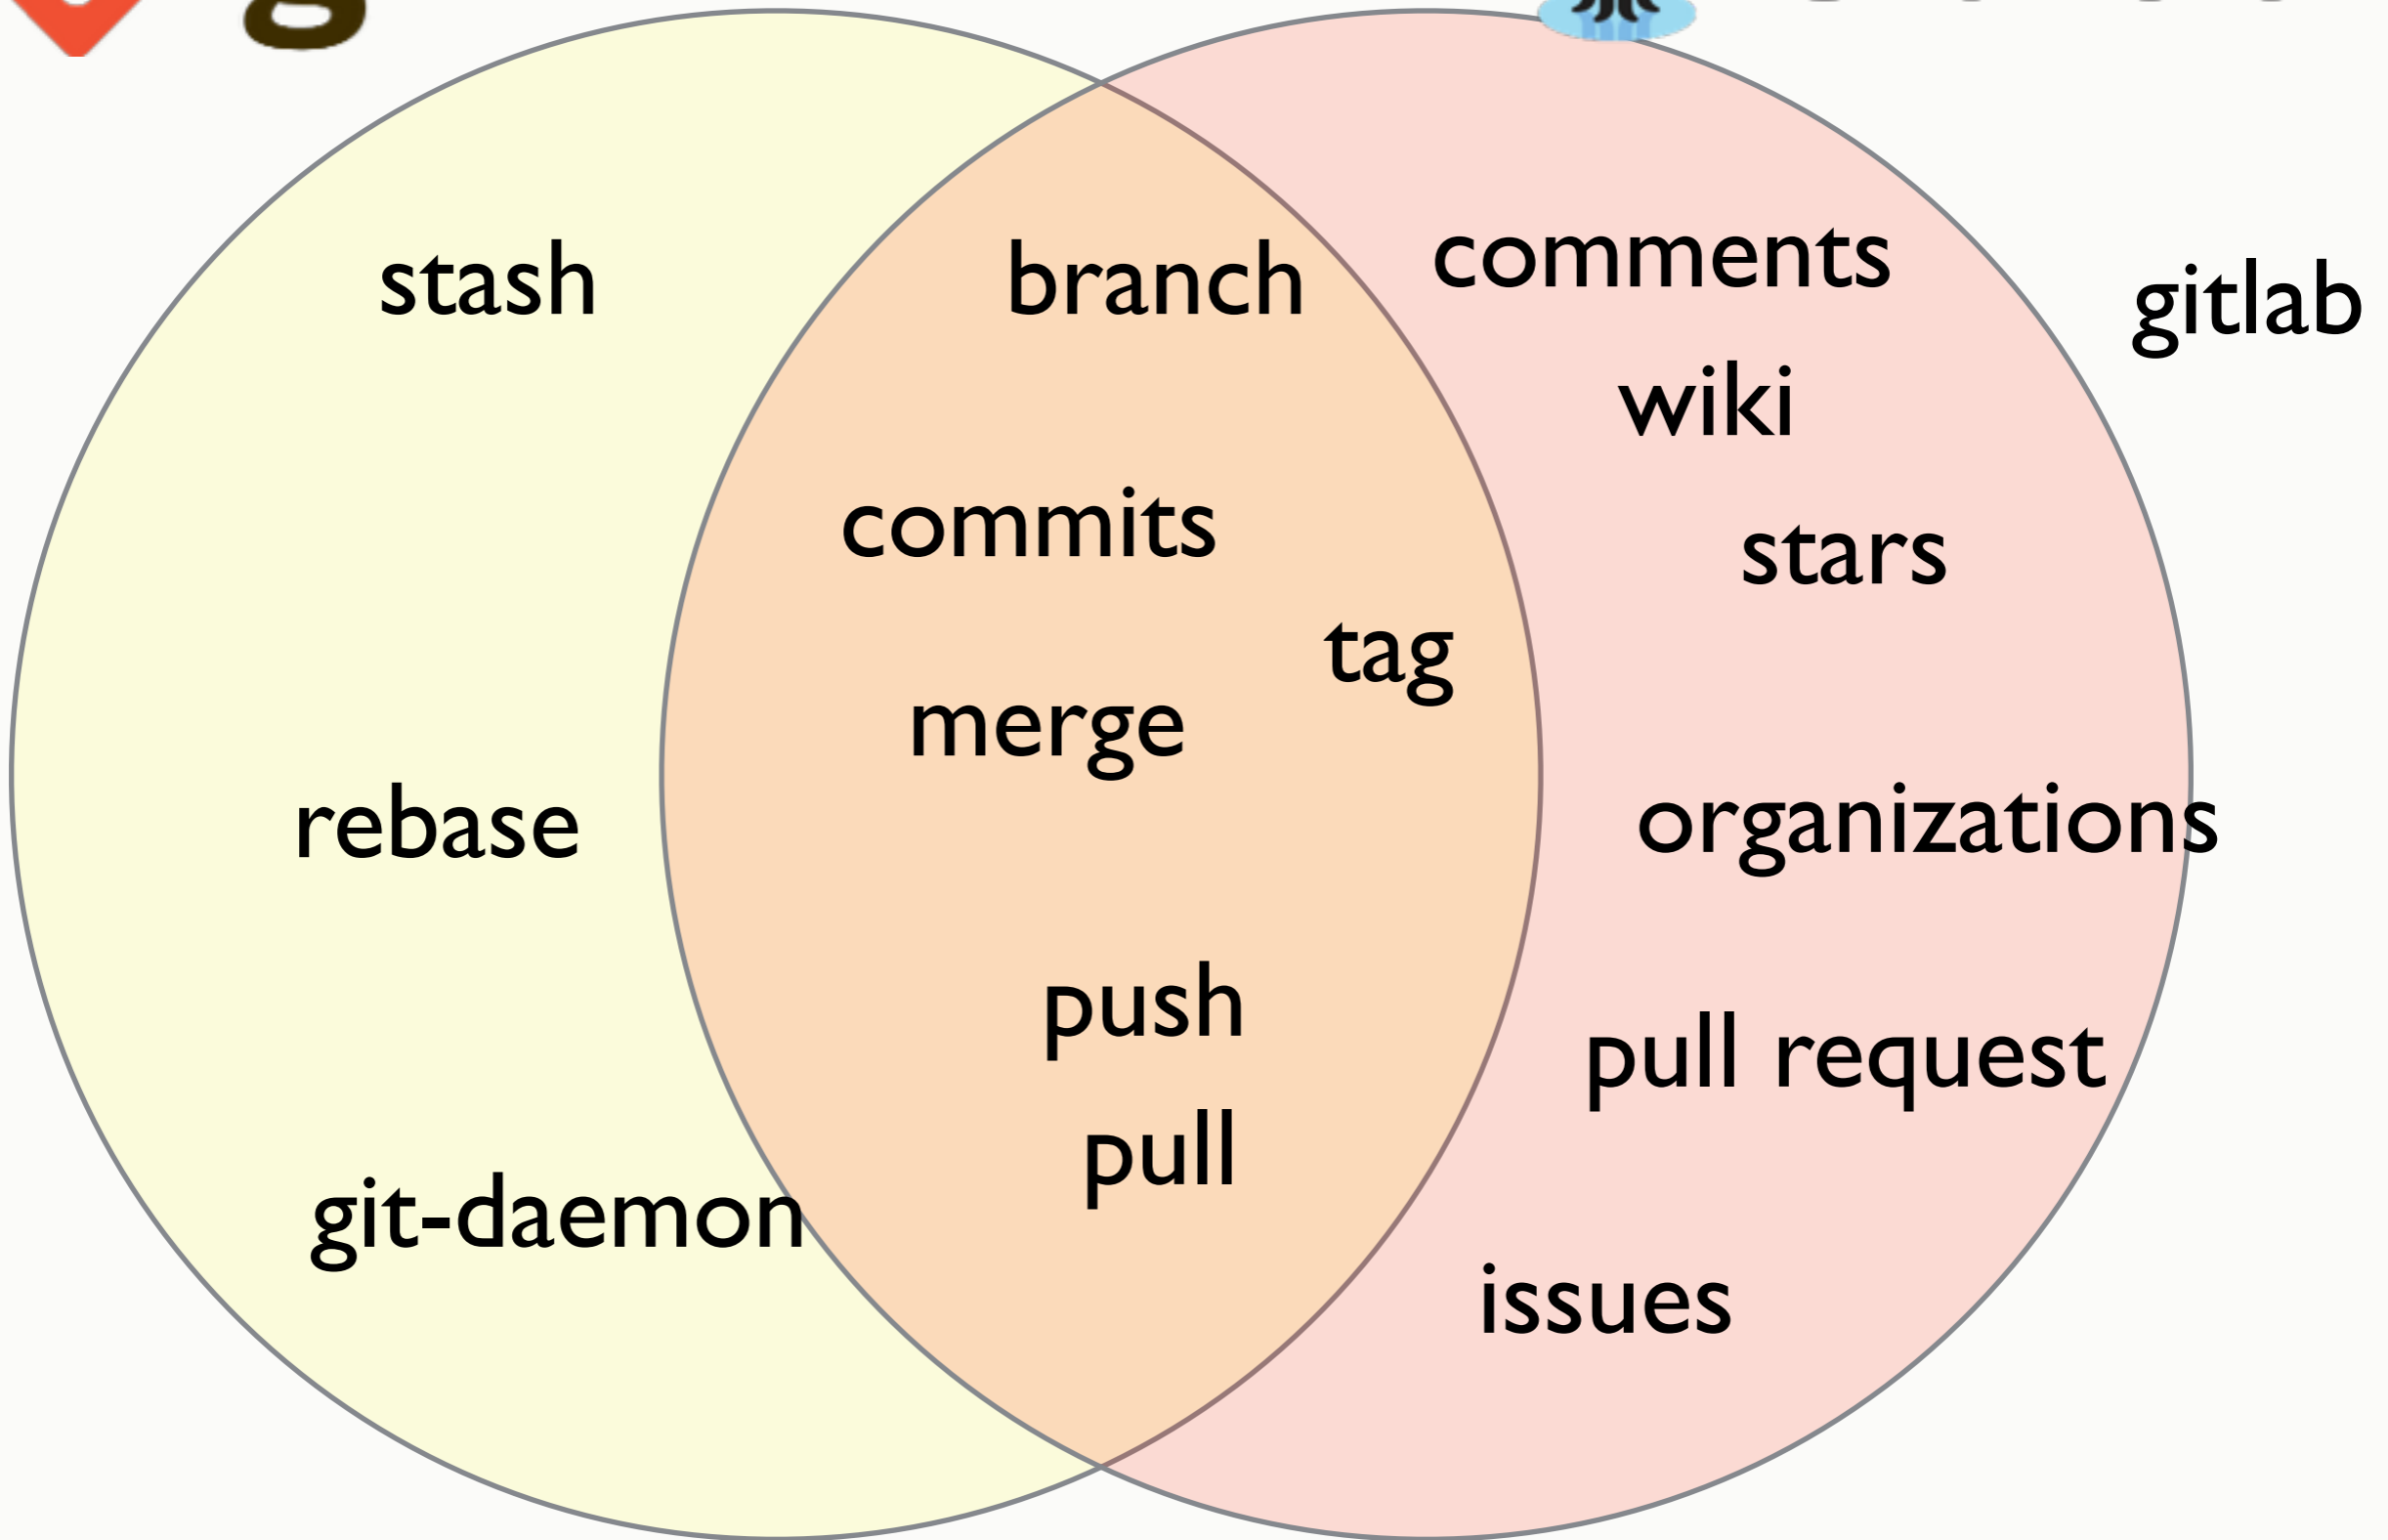 stash
branch
comments
gitlab
wiki
commits
stars
tag
merge
rebase
organizations
push
pull request
pull
git-daemon
issues